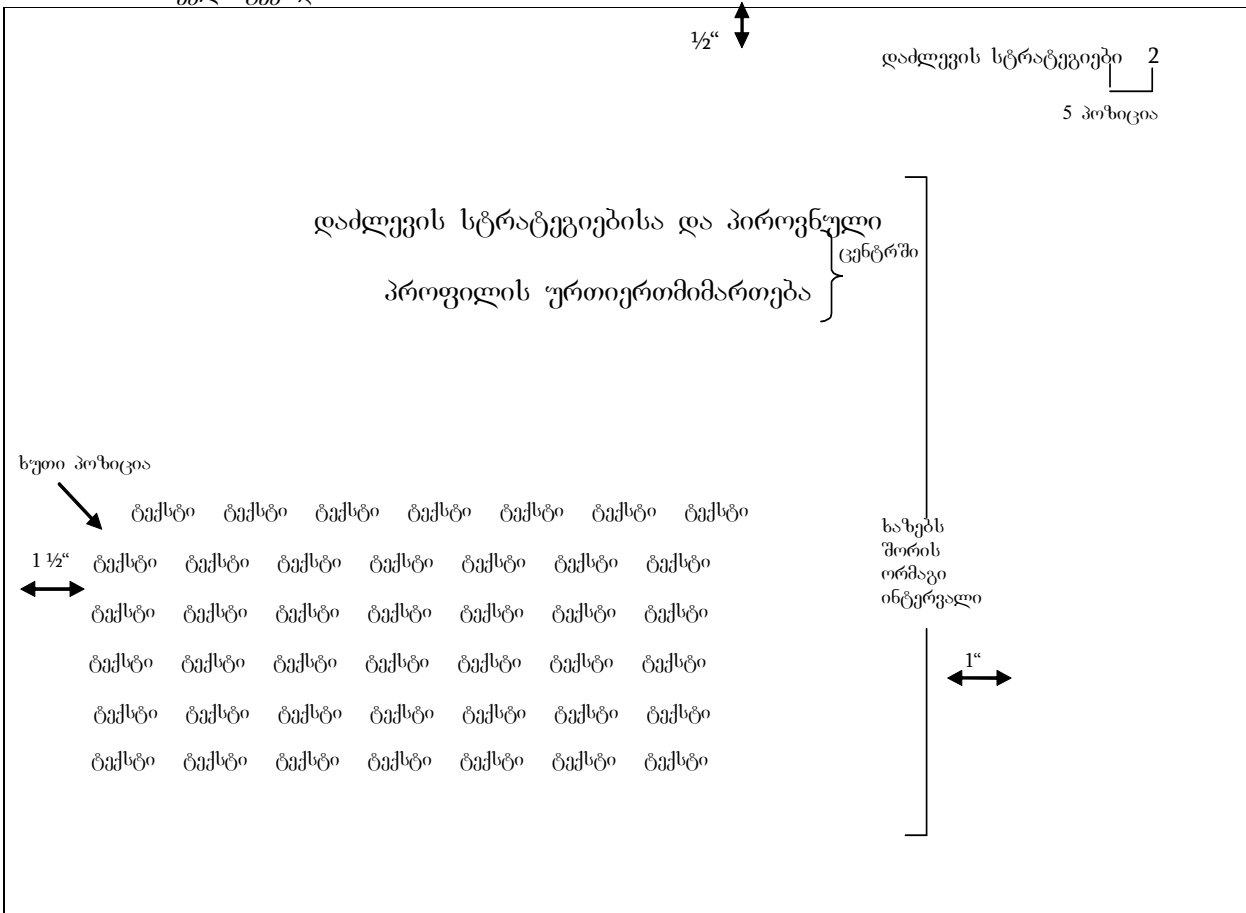 ½“
დაძლევის სტრატეგიები 2
5 პოზიცია
დაძლევის სტრატეგიებისა და პიროვნული
ცენტრში
პროფილის ურთიერთმიმართება
ხუთი პოზიცია
ტექსტი ტექსტი ტექსტი ტექსტი ტექსტი ტექსტი ტექსტი
1 ½“ ტექსტი ტექსტი ტექსტი ტექსტი ტექსტი ტექსტი ტექსტი
ტექსტი ტექსტი ტექსტი ტექსტი ტექსტი ტექსტი ტექსტი
ტექსტი ტექსტი ტექსტი ტექსტი ტექსტი ტექსტი ტექსტი
ტექსტი ტექსტი ტექსტი ტექსტი ტექსტი ტექსტი ტექსტი
ტექსტი ტექსტი ტექსტი ტექსტი ტექსტი ტექსტი ტექსტი
ხაზებს
შორის
ორმაგი
ინტერვალი
1“